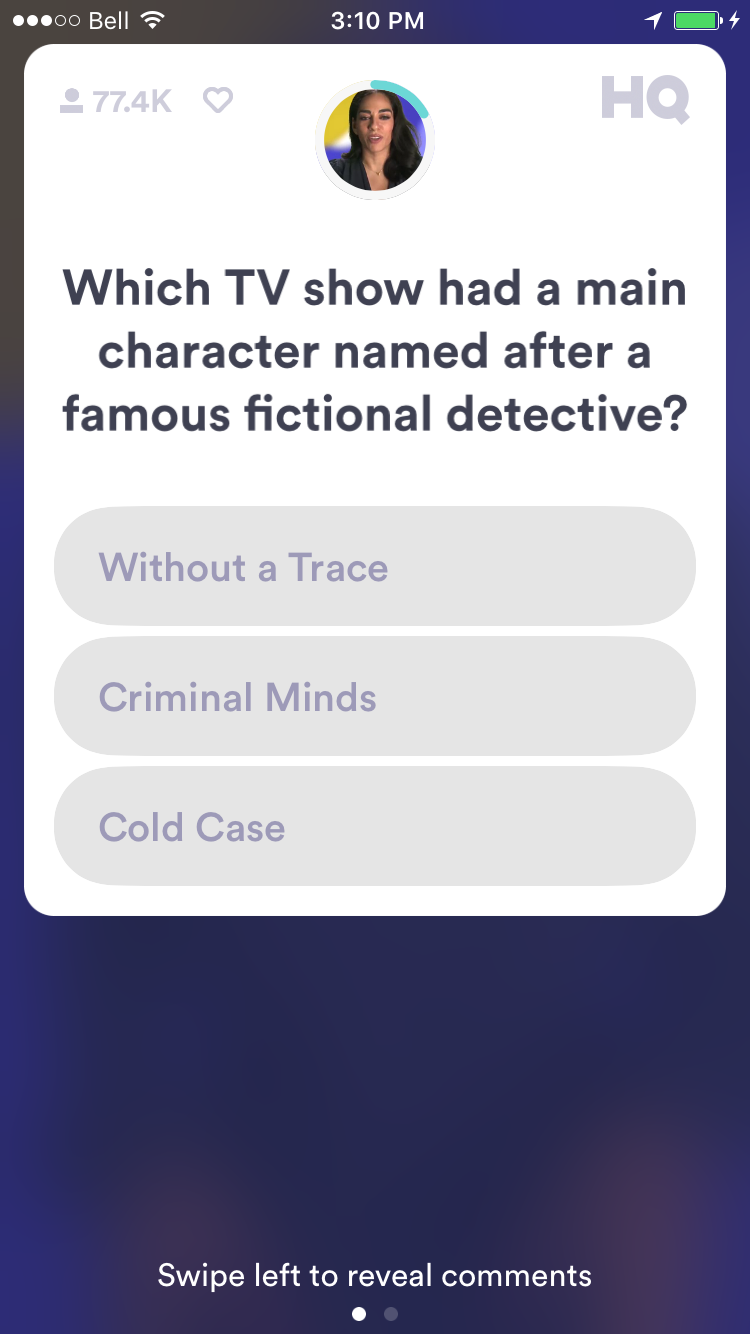 Bell 3:10 PM
77.4K HQ
Which TV show had a main
character named after a
famous fictional detective?
Without a Trace
Criminal Minds
Cold Case
Swipe left to reveal comments